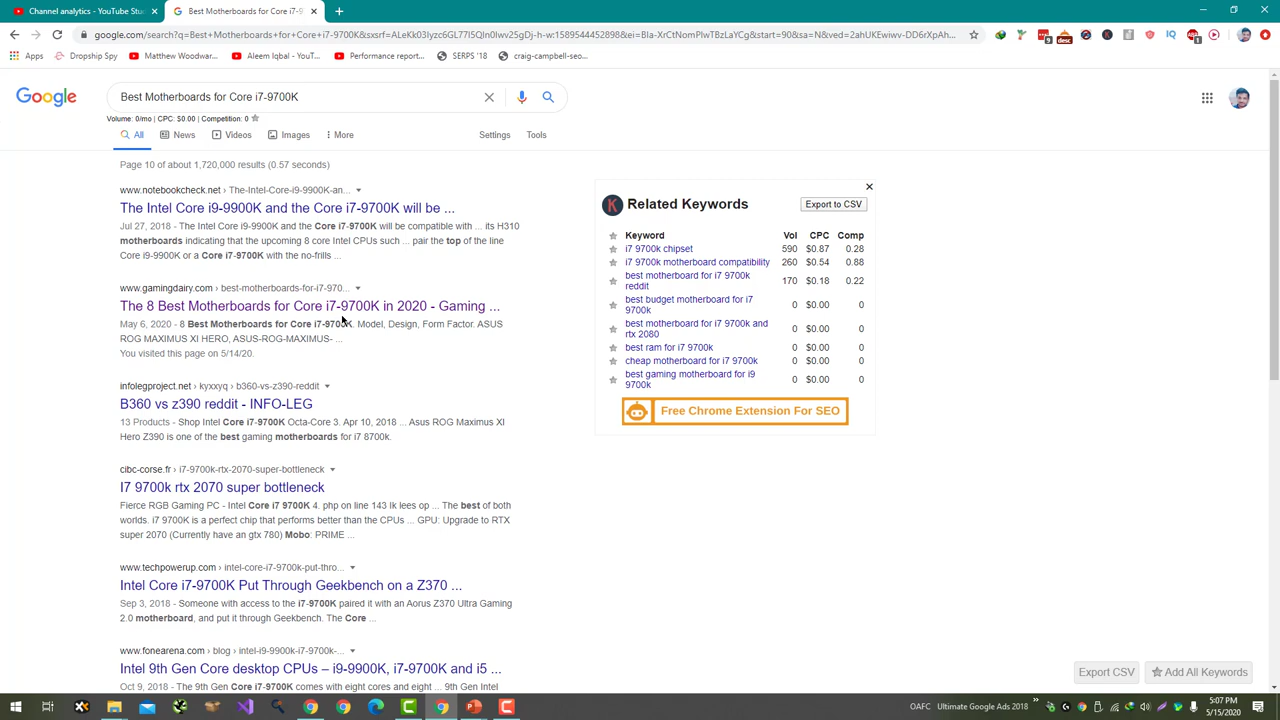 Channel analytics - YouTube Stu
Best Motherboards for Core i7-9
google.com/search?q=Best+Motherboards+for+Core+i7-9700K&
Apps
Dropship Spy
Matthew Woodwar...
Aleem Iqbal - YouT...
Performance report...
SERPS '18
craig-campbell-seo...
Google
Best Motherboards for Core i7-9700K
Volume: 0/mo | CPC: $0.00 | Competition: 0
All
News
Videos
Images
More
Settings
Tools
Page 10 of about 1,720,000 results (0.57 seconds)
www.notebookcheck.net › The-Intel-Core-i9-9900K-an...
The Intel Core i9-9900K and the Core i7-9700K will be ...
Jul 27, 2018 - The Intel Core i9-9900K and the Core i7-9700K will be compatible with ... its H310
motherboards indicating that the upcoming 8 core Intel CPUs such ... pair the top of the line
Core i9-9900K or a Core i7-9700K with the no-frills ...
www.gamingdairy.com › best-motherboards-for-i7-970...
The 8 Best Motherboards for Core i7-9700K in 2020 - Gaming ...
May 6, 2020 - 8 Best Motherboards for Core i7-9700K. Model, Design, Form Factor. ASUS
ROG MAXIMUS XI HERO, ASUS-ROG-MAXIMUS- ...
You visited this page on 5/14/20.
infolegproject.net › kyxxyq › b360-vs-z390-reddit
B360 vs z390 reddit - INFO-LEG
13 Products - Shop Intel Core i7-9700K Octa-Core 3. Apr 10, 2018 ... Asus ROG Maximus XI
Hero Z390 is one of the best gaming motherboards for i7 8700k.
cibc-corse.fr › i7-9700k-rtx-2070-super-bottleneck
I7 9700k rtx 2070 super bottleneck
Fierce RGB Gaming PC - Intel Core i7 9700K 4. php on line 143 lk lees op ... The best of both
worlds. i7 9700K is a perfect chip that performs better than the CPUs ... GPU: Upgrade to RTX
super 2070 (Currently have an gtx 780) Mobo: PRIME ...
www.techpowerup.com › intel-core-i7-9700k-put-thro...
Intel Core i7-9700K Put Through Geekbench on a Z370 ...
Sep 3, 2018 - Someone with access to the i7-9700K paired it with an Aorus Z370 Ultra Gaming
2.0 motherboard, and put it through Geekbench. The Core ...
www.fonearena.com › blog › intel-i9-9900k-i7-9700k-...
Intel 9th Gen Core desktop CPUs – i9-9900K, i7-9700K and i5 ...
Oct 9, 2018 - The 9th Gen Core i7-9700K comes with eight cores and eight ... 9th Gen Intel
Related Keywords
Export to CSV
Keyword Vol CPC Comp
i7 9700k chipset 590 $0.87 0.28
i7 9700k motherboard compatibility 260 $0.54 0.88
best motherboard for i7 9700k
reddit 170 $0.18 0.22
best budget motherboard for i7
9700k 0 $0.00 0
best motherboard for i7 9700k and
rtx 2080 0 $0.00 0
best ram for i7 9700k 0 $0.00 0
cheap motherboard for i7 9700k 0 $0.00 0
best gaming motherboard for i9
9700k 0 $0.00 0
Free Chrome Extension For SEO
Export CSV
Add All Keywords
OAFC
Ultimate Google Ads 2018
5:07 PM
5/15/2020